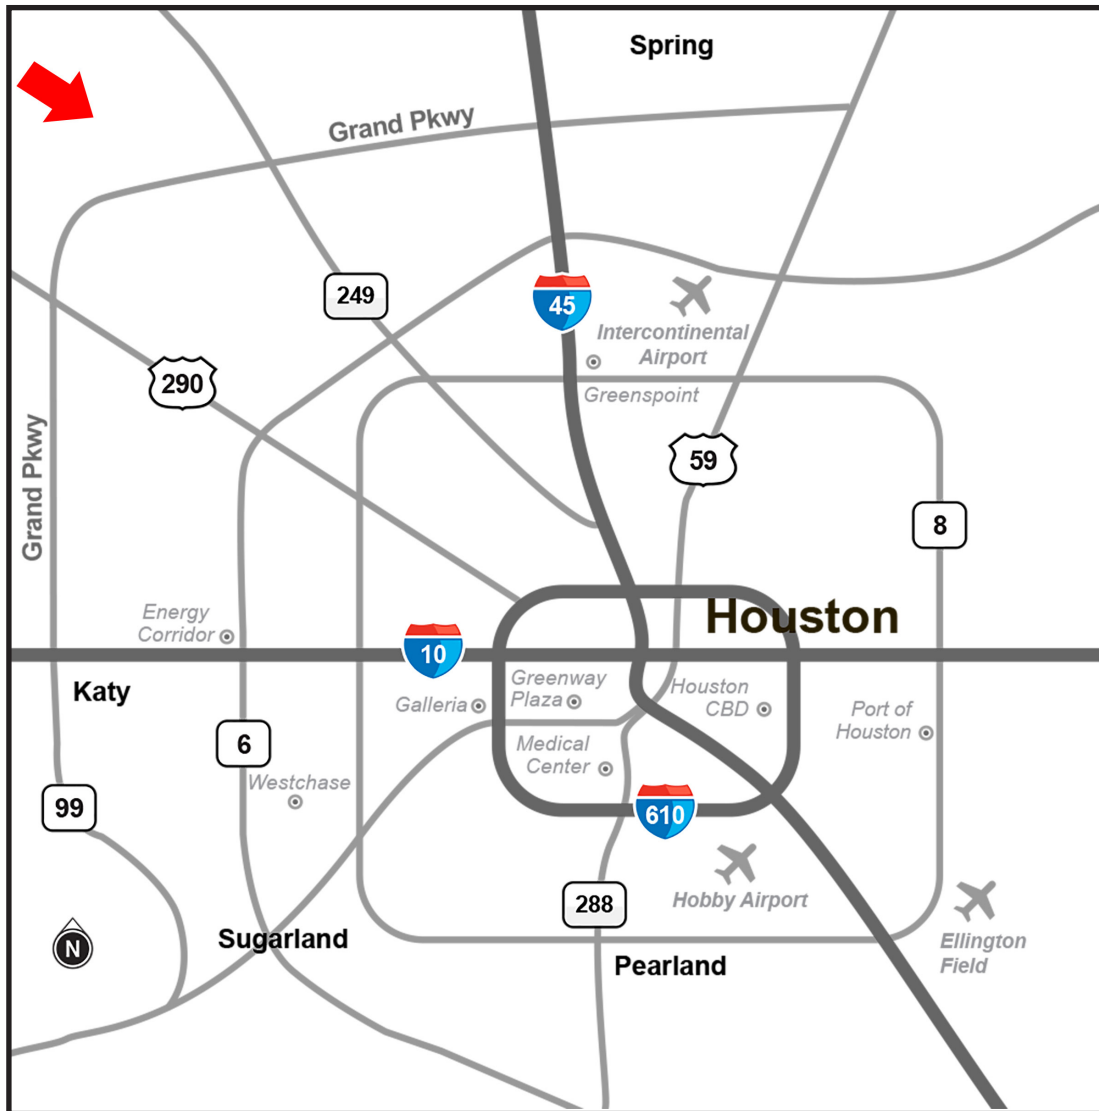 Spring
Grand Pkwy
249
45
Intercontinental
Airport
290
Greenspoint
Grand Pkwy
59
8
Houston
Energy
Corridor
10
Katy
Greenway
Plaza
Galleria
Houston
CBD
Port of
Houston
6
Medical
Center
Westchase
99
610
Hobby Airport
288
N
Sugarland
Ellington
Field
Pearland